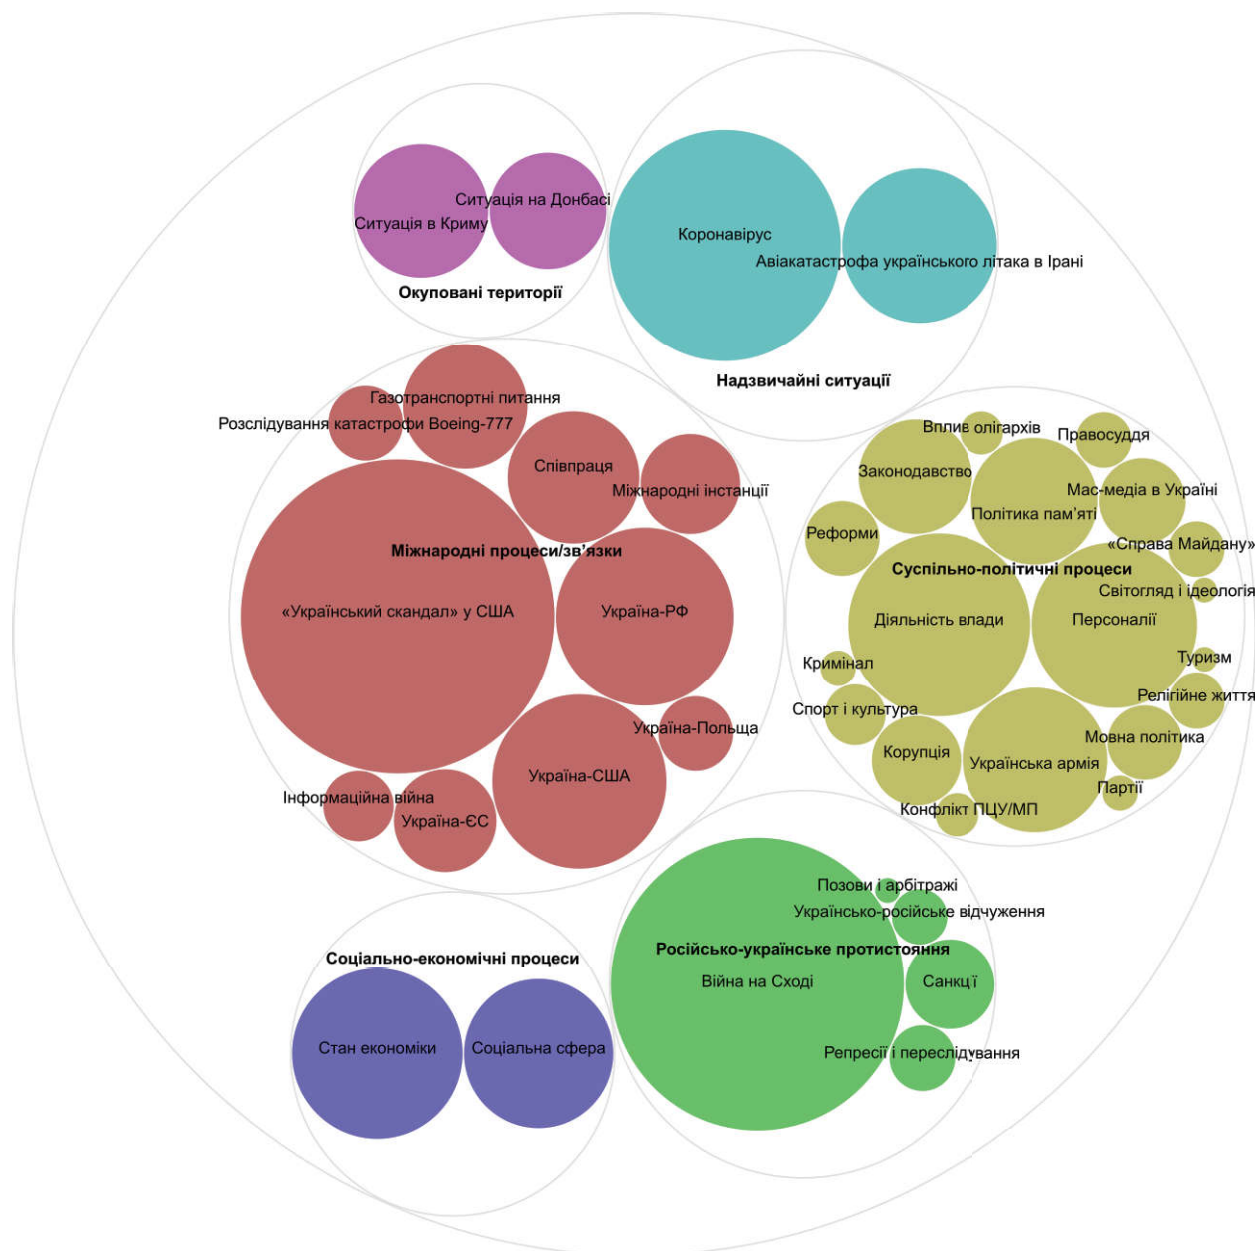 Ситуація на Донбасі
Ситуація в Криму
Окуповані території
Коронавірус
Авіакатастрофа українського літака в Ірані
Надзвичайні ситуації
Газотранспортні питання
Розслідування катастрофи Boeing-777
Співпраця
Міжнародні інстанції
Міжнародні процеси/зв’язки
«Український скандал» у США
Україна-РФ
Україна-Польща
Україна-США
Інформаційна війна
Україна-ЄС
Вплив олігархів
Правосуддя
Законодавство
Мас-медіа в Україні
Політика пам’яті
Реформи
«Справа Майдану»
Суспільно-політичні процеси
Світогляд і ідеологія
Діяльність влади
Персоналії
Кримінал
Туризм
Релігійне життя
Спорт і культура
Мовна політика
Корупція
Українська армія
Партії
Конфлікт ПЦУ/МП
Позови і арбітражі
Українсько-російське відчуження
Російсько-українське протистояння
Війна на Сході
Санкції
Репресії і переслідування
Соціально-економічні процеси
Стан економіки
Соціальна сфера